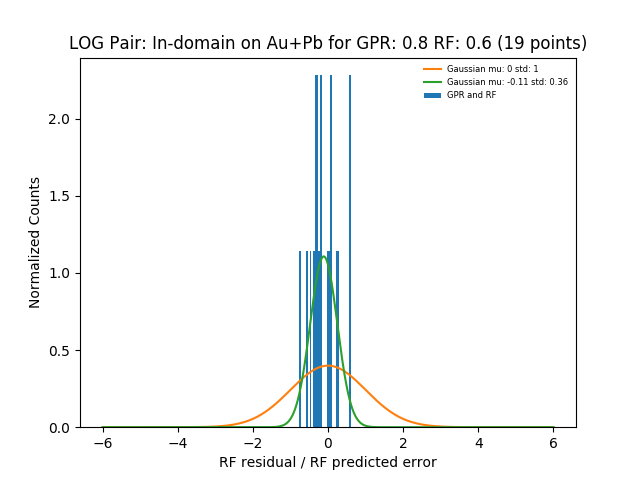 LOG Pair: In-domain on Au+Pb for GPR: 0.8 RF: 0.6 (19 points)
Gaussian mu: 0 std: 1
Gaussian mu: -0.11 std: 0.36
GPR and RF
Normalized Counts
2.0
1.5
1.0
0.5
0.0
−6 −4 −2 0 2 4 6
RF residual / RF predicted error